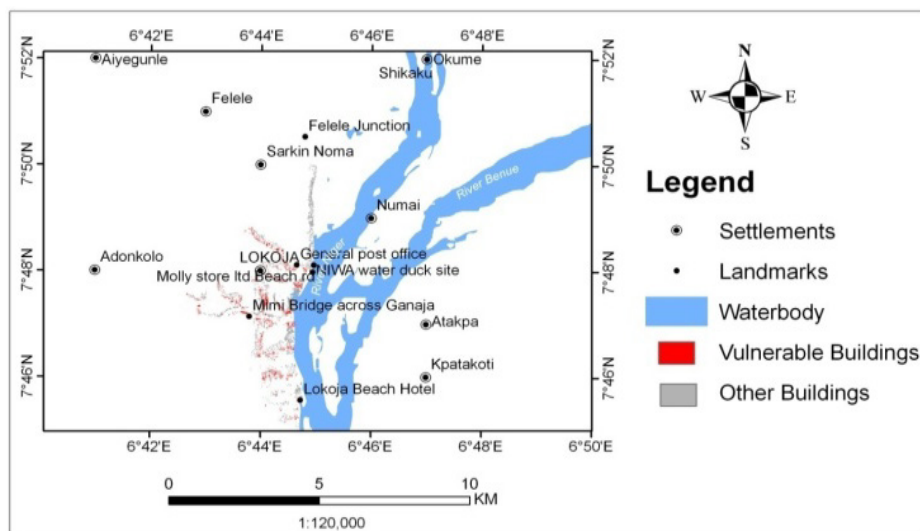 6°42'E 6°44'E 6°46'E 6°48'E
7°52'N
7°50'N
7°48'N
7°46'N
Aiyegunle
Shikaku
Okume
Felele
Felele Junction
Sarkin Noma
River Benue
Numai
Adonkolo
LOKOJA
General post office
Molly store ltd Beach rd
NIWA water duck site
Mimi Bridge across Ganaja
Atakpa
Kpatakoti
Lokoja Beach Hotel
7°52'N
7°50'N
7°48'N
7°46'N
6°42'E 6°44'E 6°46'E 6°48'E 6°50'E
0 5 10
KM
1:120,000
N
W E
S
Legend
Settlements
Landmarks
Waterbody
Vulnerable Buildings
Other Buildings